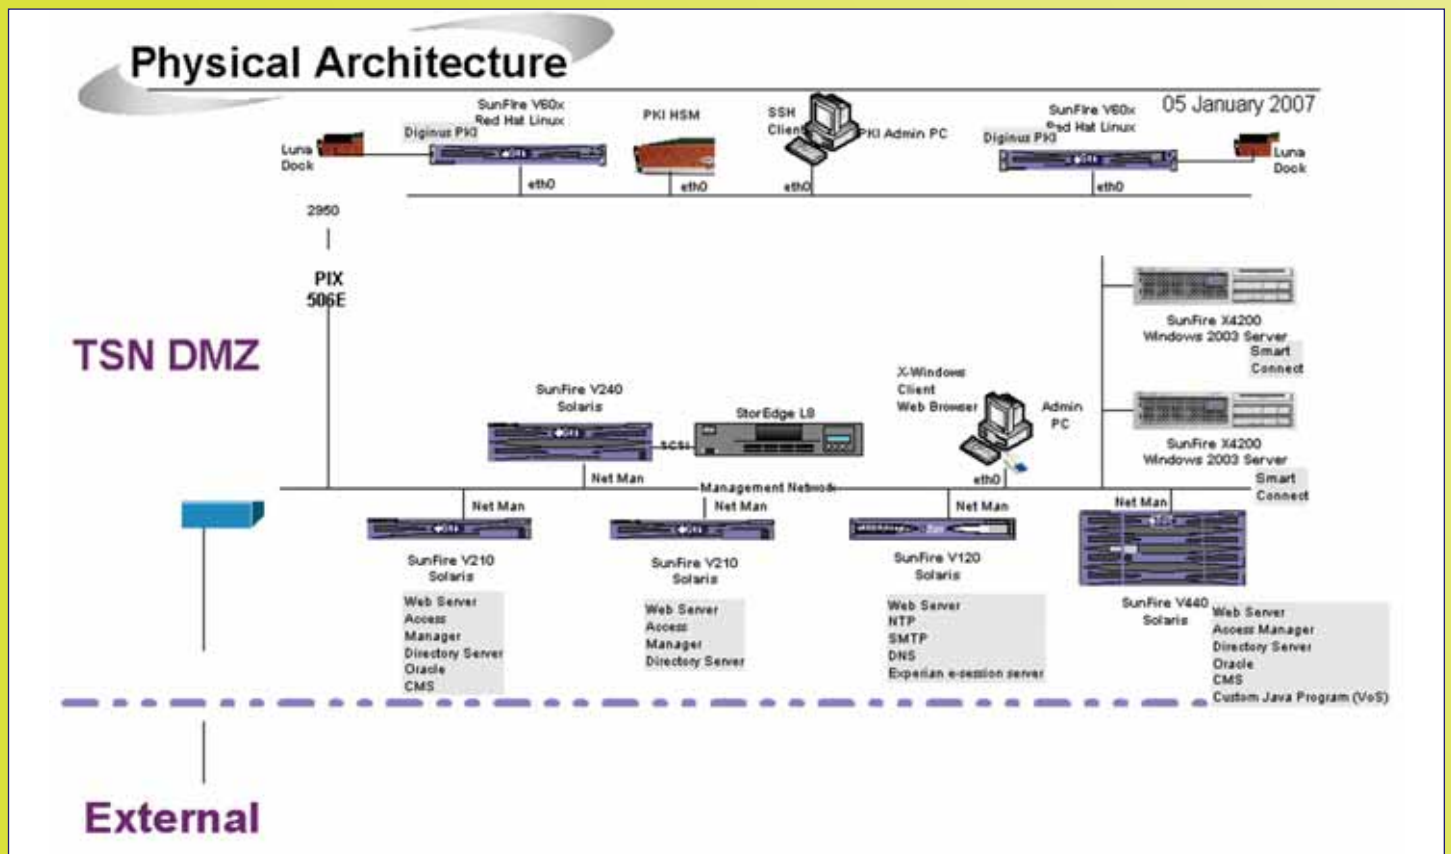 Physical Architecture
05 January 2007
SunFire V60x
Red Hat Linux
Diginus PKI
Luna
Dock
eth0
PKI HSM
eth0
SSH
Client
PKI Admin PC
eth0
SunFire V60x
Red Hat Linux
Diginus PKI
Luna
Dock
eth0
2950
PIX
506E
TSN DMZ
SunFire X4200
Windows 2003 Server
Smart
Connect
SunFire X4200
Windows 2003 Server
Smart
Connect
SunFire V240
Solaris
SCSI
StorEdge L8
X-Windows
Client
Web Browser
Admin
PC
eth0
Net Man
Management Network
Net Man
Net Man
Net Man
Net Man
SunFire V210
Solaris
Web Server
Access
Manager
Directory Server
Oracle
CMS
SunFire V210
Solaris
Web Server
Access
Manager
Directory Server
SunFire V120
Solaris
Web Server
NTP
SMTP
DNS
Experian e-session server
SunFire V440
Solaris
Web Server
Access Manager
Directory Server
Oracle
CMS
Custom Java Program (VoS)
External